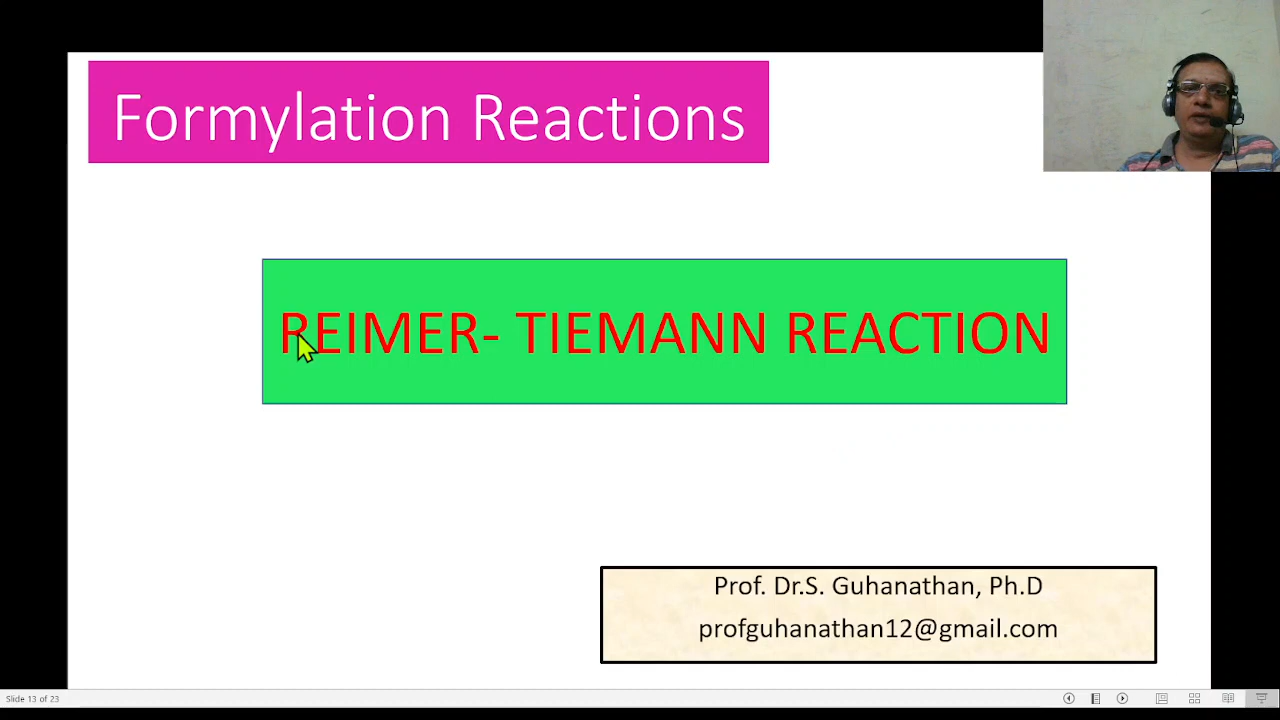 Formylation Reactions
REIMER- TIEMANN REACTION
Prof. Dr.S. Guhanathan, Ph.D
profguhanathan12@gmail.com
Slide 13 of 23